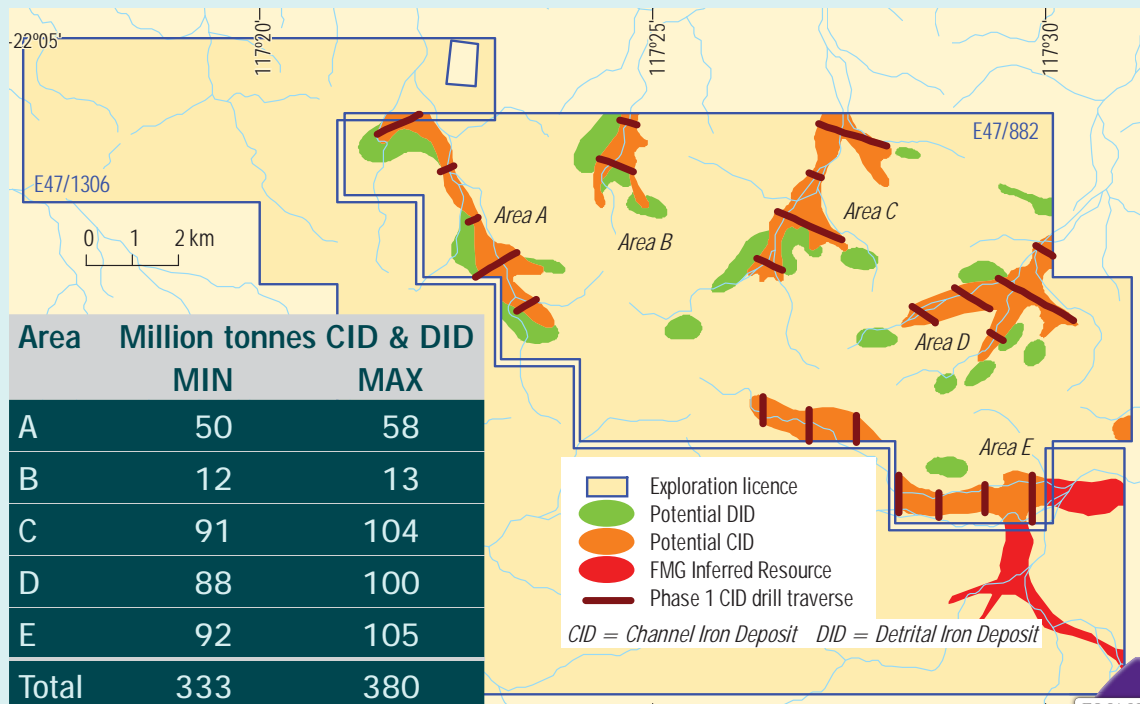 22°05'
117°20'
117°25'
117°30'
E47/1306
E47/882
0 1 2 km
Area A
Area B
Area C
Area D
Area E
Area Million tonnes CID & DID
MIN MAX
A 50 58
B 12 13
C 91 104
D 88 100
E 92 105
Total 333 380
Exploration licence
Potential DID
Potential CID
FMG Inferred Resource
Phase 1 CID drill traverse
CID = Channel Iron Deposit DID = Detrital Iron Deposit